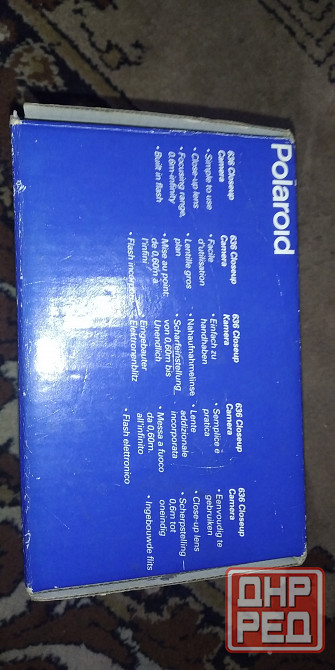 Polaroid
636 Closeup
Camera
• Simple to use
• Close-up lens
• Focusing range,
0.6m-infinity
• Built in flash
636 Closeup
Camera
• Facile
d'utilisation
• Lentille gros
plan
• Mise au point:
de 0,60m à
l'infini
• Flash incorporé
636 Closeup
Kamera
• Einfach zu
handhaben
• Nahaufnahmelinse
• Scharfeinstellung
von 0,60m bis
Unendlich
• Eingebauter
Elektronenblitz
636 Closeup
Camera
• Semplice e
pratica
• Lente
addizionale
incorporata
• Messa a fuoco
da 0,60m.
all'infinito
• Flash elettronico
636 Closeup
Camera
• Eenvoudig te
gebruiken
• Close-up lens
• Scherpstelling —
0,6m tot
oneindig
• Ingebouwde flits
ДНР
РЕД